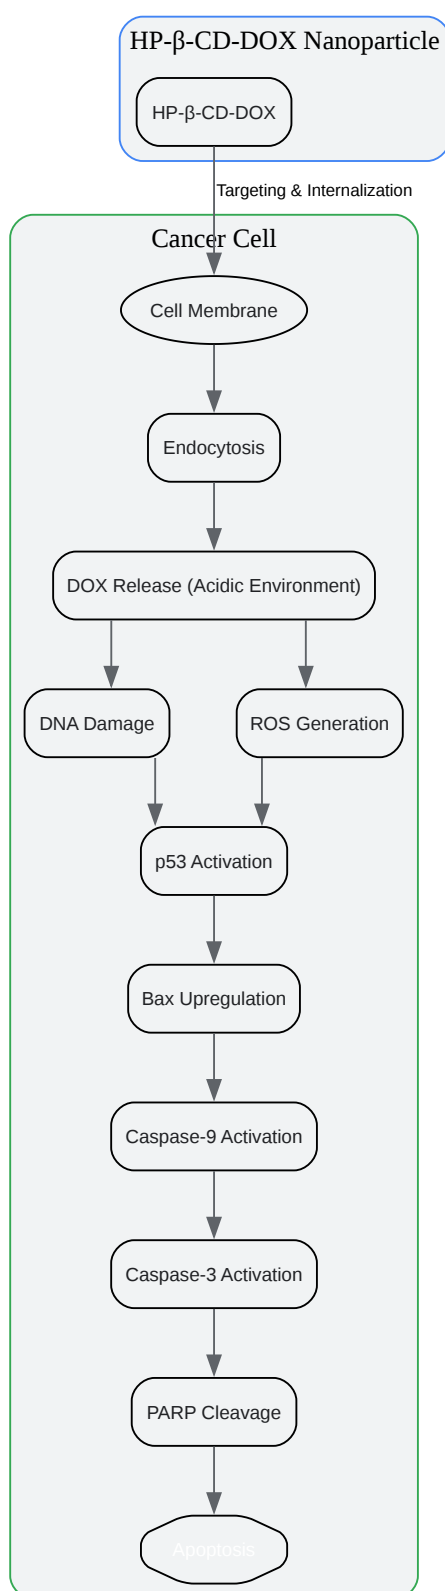 HP-β-CD-DOX Nanoparticle
HP-β-CD-DOX
Targeting & Internalization
Cancer Cell
Cell Membrane
Endocytosis
DOX Release (Acidic Environment)
DNA Damage
ROS Generation
p53 Activation
Bax Upregulation
Caspase-9 Activation
Caspase-3 Activation
PARP Cleavage
Apoptosis